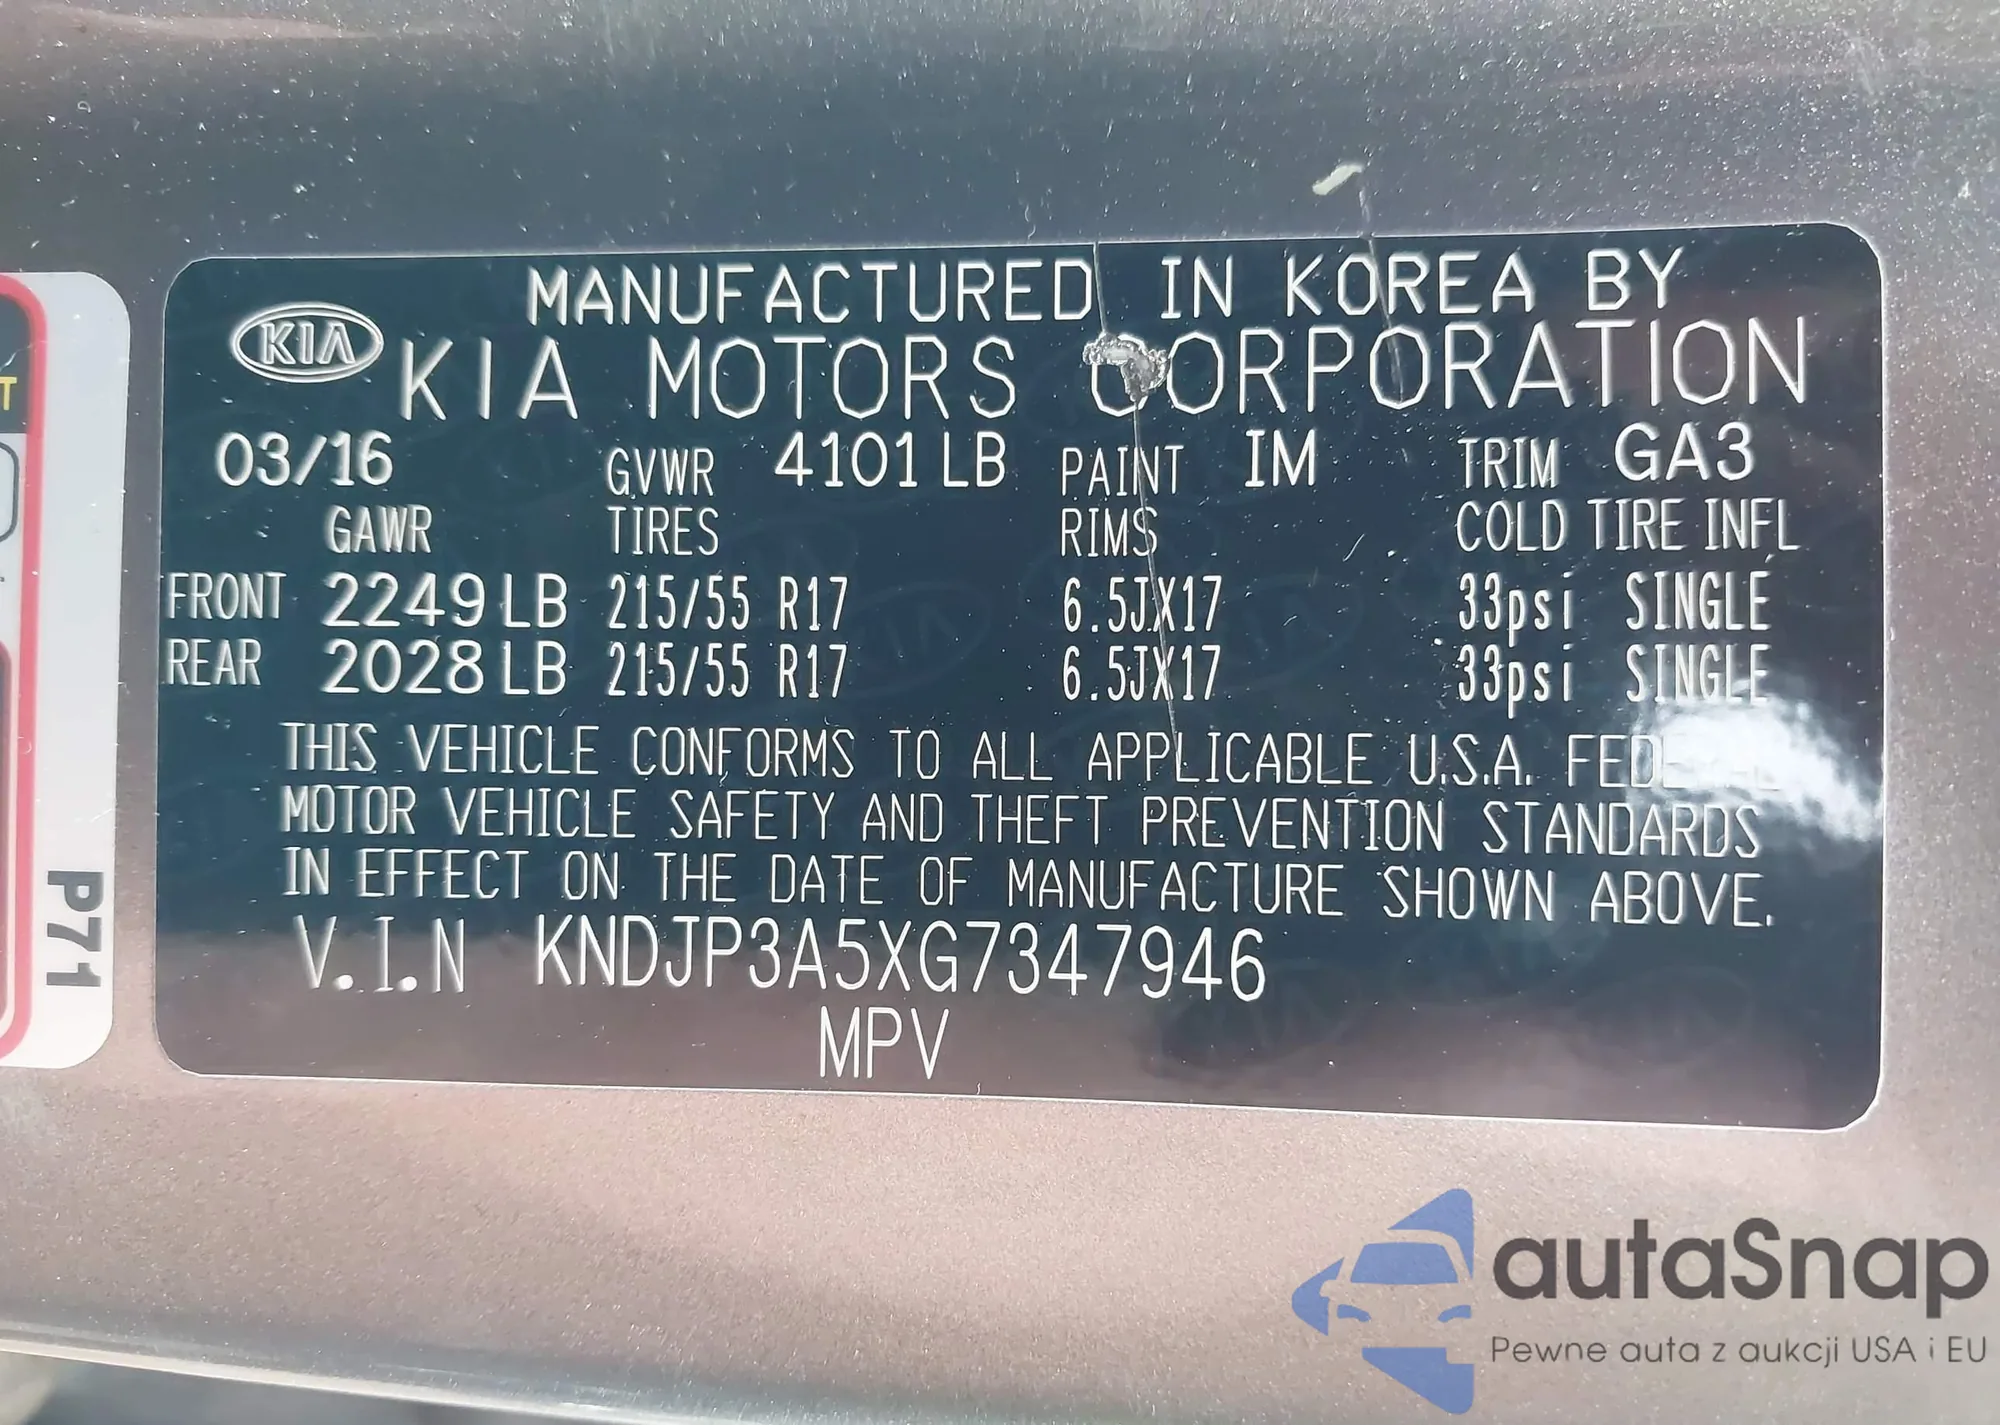 MANUFACTURED IN KOREA BY
KIA KIA MOTORS CORPORATION
03/16 GVWR 4101 LB PAINT IM TRIM GA3
GAWR TIRES RIMS COLD TIRE INFL
FRONT 2249 LB 215/55 R17 6.5JX17 33psi SINGLE
REAR 2028 LB 215/55 R17 6.5JX17 33psi SINGLE
THIS VEHICLE CONFORMS TO ALL APPLICABLE U.S.A. FEDERAL
MOTOR VEHICLE SAFETY AND THEFT PREVENTION STANDARDS
IN EFFECT ON THE DATE OF MANUFACTURE SHOWN ABOVE.
V.I.N KNDJP3A5XG7347946
MPV
T
P71
autaSnap
Pewne auta z aukcji USA i EU